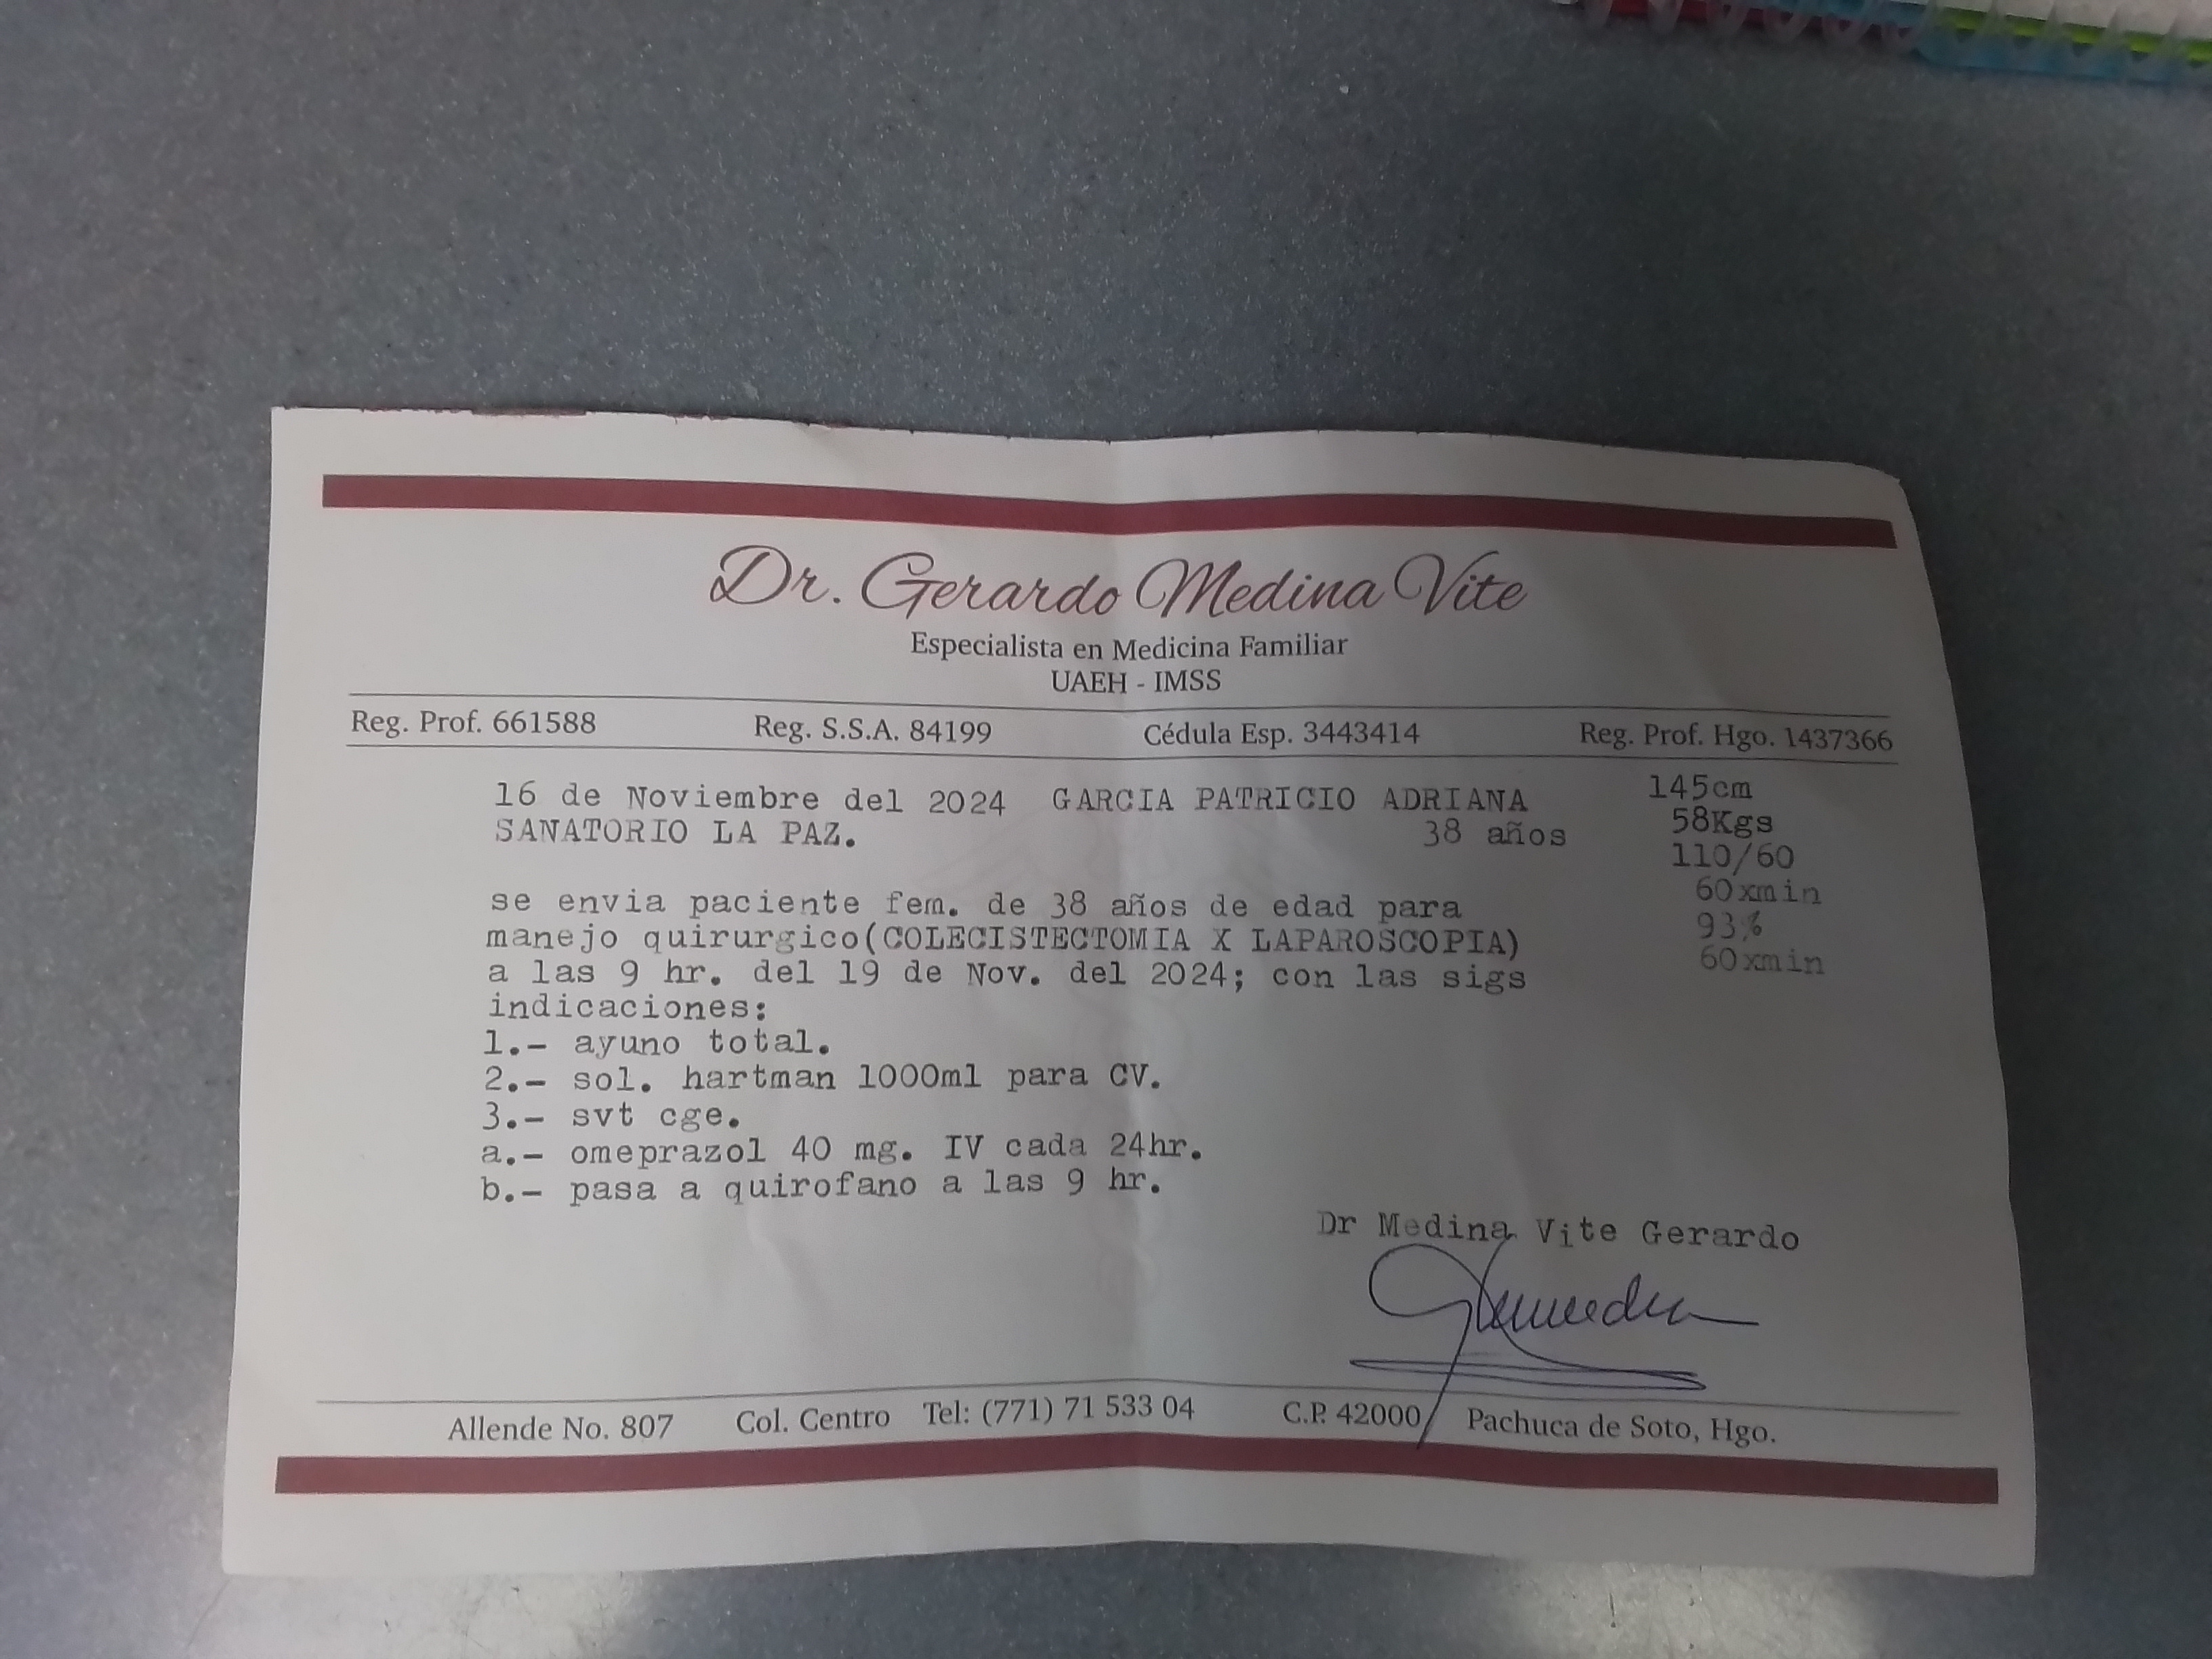 Dr. Gerardo Medina Vite
Especialista en Medicina Familiar
UAEH - IMSS
Reg. Prof. 661588 Reg. S.S.A. 84199 Cédula Esp. 3443414 Reg. Prof. Hgo. 1437366
16 de Noviembre del 2024 GARCIA PATRICIO ADRIANA 145cm
SANATORIO LA PAZ. 38 años 58Kgs
110/60
se envia paciente fem. de 38 años de edad para 60xmin
manejo quirurgico(COLECISTECTOMIA X LAPAROSCOPIA) 93%
a las 9 hr. del 19 de Nov. del 2024; con las sigs 60xmin
indicaciones:
1.- ayuno total.
2.- sol. hartman 1000ml para CV.
3.- svt cge.
a.- omeprazol 40 mg. IV cada 24hr.
b.- pasa a quirofano a las 9 hr.
Dr Medina Vite Gerardo
Allende No. 807 Col. Centro Tel: (771) 71 533 04 C.P. 42000 Pachuca de Soto, Hgo.